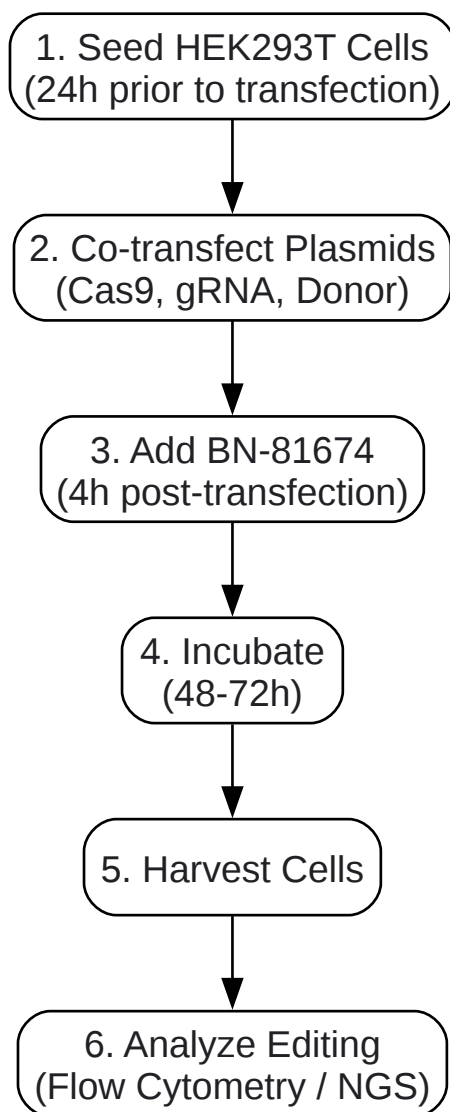 1. Seed HEK293T Cells
(24h prior to transfection)
2. Co-transfect Plasmids
(Cas9, gRNA, Donor)
3. Add BN-81674
(4h post-transfection)
4. Incubate
(48-72h)
5. Harvest Cells
6. Analyze Editing
(Flow Cytometry / NGS)